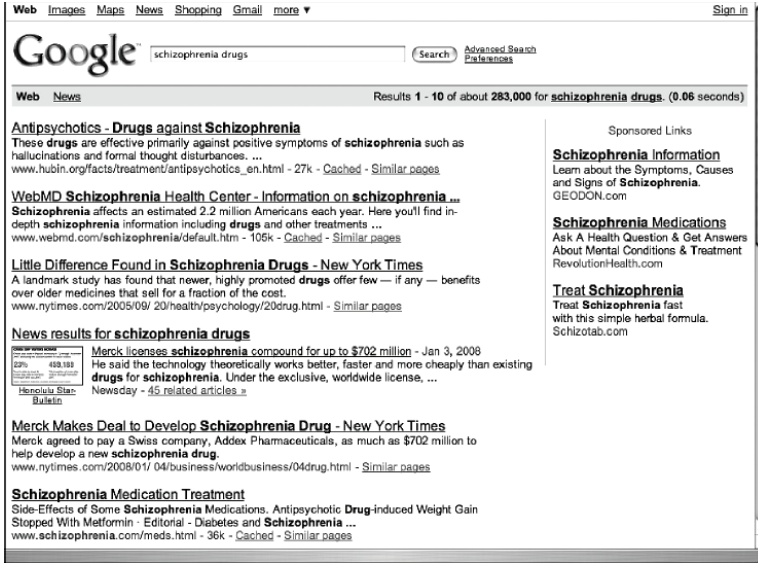 Web Images Maps News Shopping Gmail more ▼ Sign in
Google schizophrenia drugs Search Advanced Search
Preferences
Web News Results 1 - 10 of about 283,000 for schizophrenia drugs. (0.06 seconds)
Antipsychotics - Drugs against Schizophrenia
These drugs are effective primarily against positive symptoms of schizophrenia such as
hallucinations and formal thought disturbances. ...
www.hubin.org/facts/treatment/antipsychotics_en.html - 27k - Cached - Similar pages
WebMD Schizophrenia Health Center - Information on schizophrenia ...
Schizophrenia affects an estimated 2.2 million Americans each year. Here you'll find in-
depth schizophrenia information including drugs and other treatments ...
www.webmd.com/schizophrenia/default.htm - 105k - Cached - Similar pages
Little Difference Found in Schizophrenia Drugs - New York Times
A landmark study has found that newer, highly promoted drugs offer few — if any — benefits
over older medicines that sell for a fraction of the cost.
www.nytimes.com/2005/09/ 20/health/psychology/20drug.html - Similar pages
News results for schizophrenia drugs
Merck licenses schizophrenia compound for up to $702 million - Jan 3, 2008
He said the technology theoretically works better, faster and more cheaply than existing
drugs for schizophrenia. Under the exclusive, worldwide license, ...
Newsday - 45 related articles »
Honolulu Star-
Bulletin
Merck Makes Deal to Develop Schizophrenia Drug - New York Times
Merck agreed to pay a Swiss company, Addex Pharmaceuticals, as much as $702 million to
help develop a new schizophrenia drug.
www.nytimes.com/2008/01/ 04/business/worldbusiness/04drug.html - Similar pages
Schizophrenia Medication Treatment
Side-Effects of Some Schizophrenia Medications. Antipsychotic Drug-induced Weight Gain
Stopped With Metformin · Editorial - Diabetes and Schizophrenia ...
www.schizophrenia.com/meds.html - 36k - Cached - Similar pages
Sponsored Links
Schizophrenia Information
Learn about the Symptoms, Causes
and Signs of Schizophrenia.
GEODON.com
Schizophrenia Medications
Ask A Health Question & Get Answers
About Mental Conditions & Treatment
RevolutionHealth.com
Treat Schizophrenia
Treat Schizophrenia fast
with this simple herbal formula.
Schizotab.com